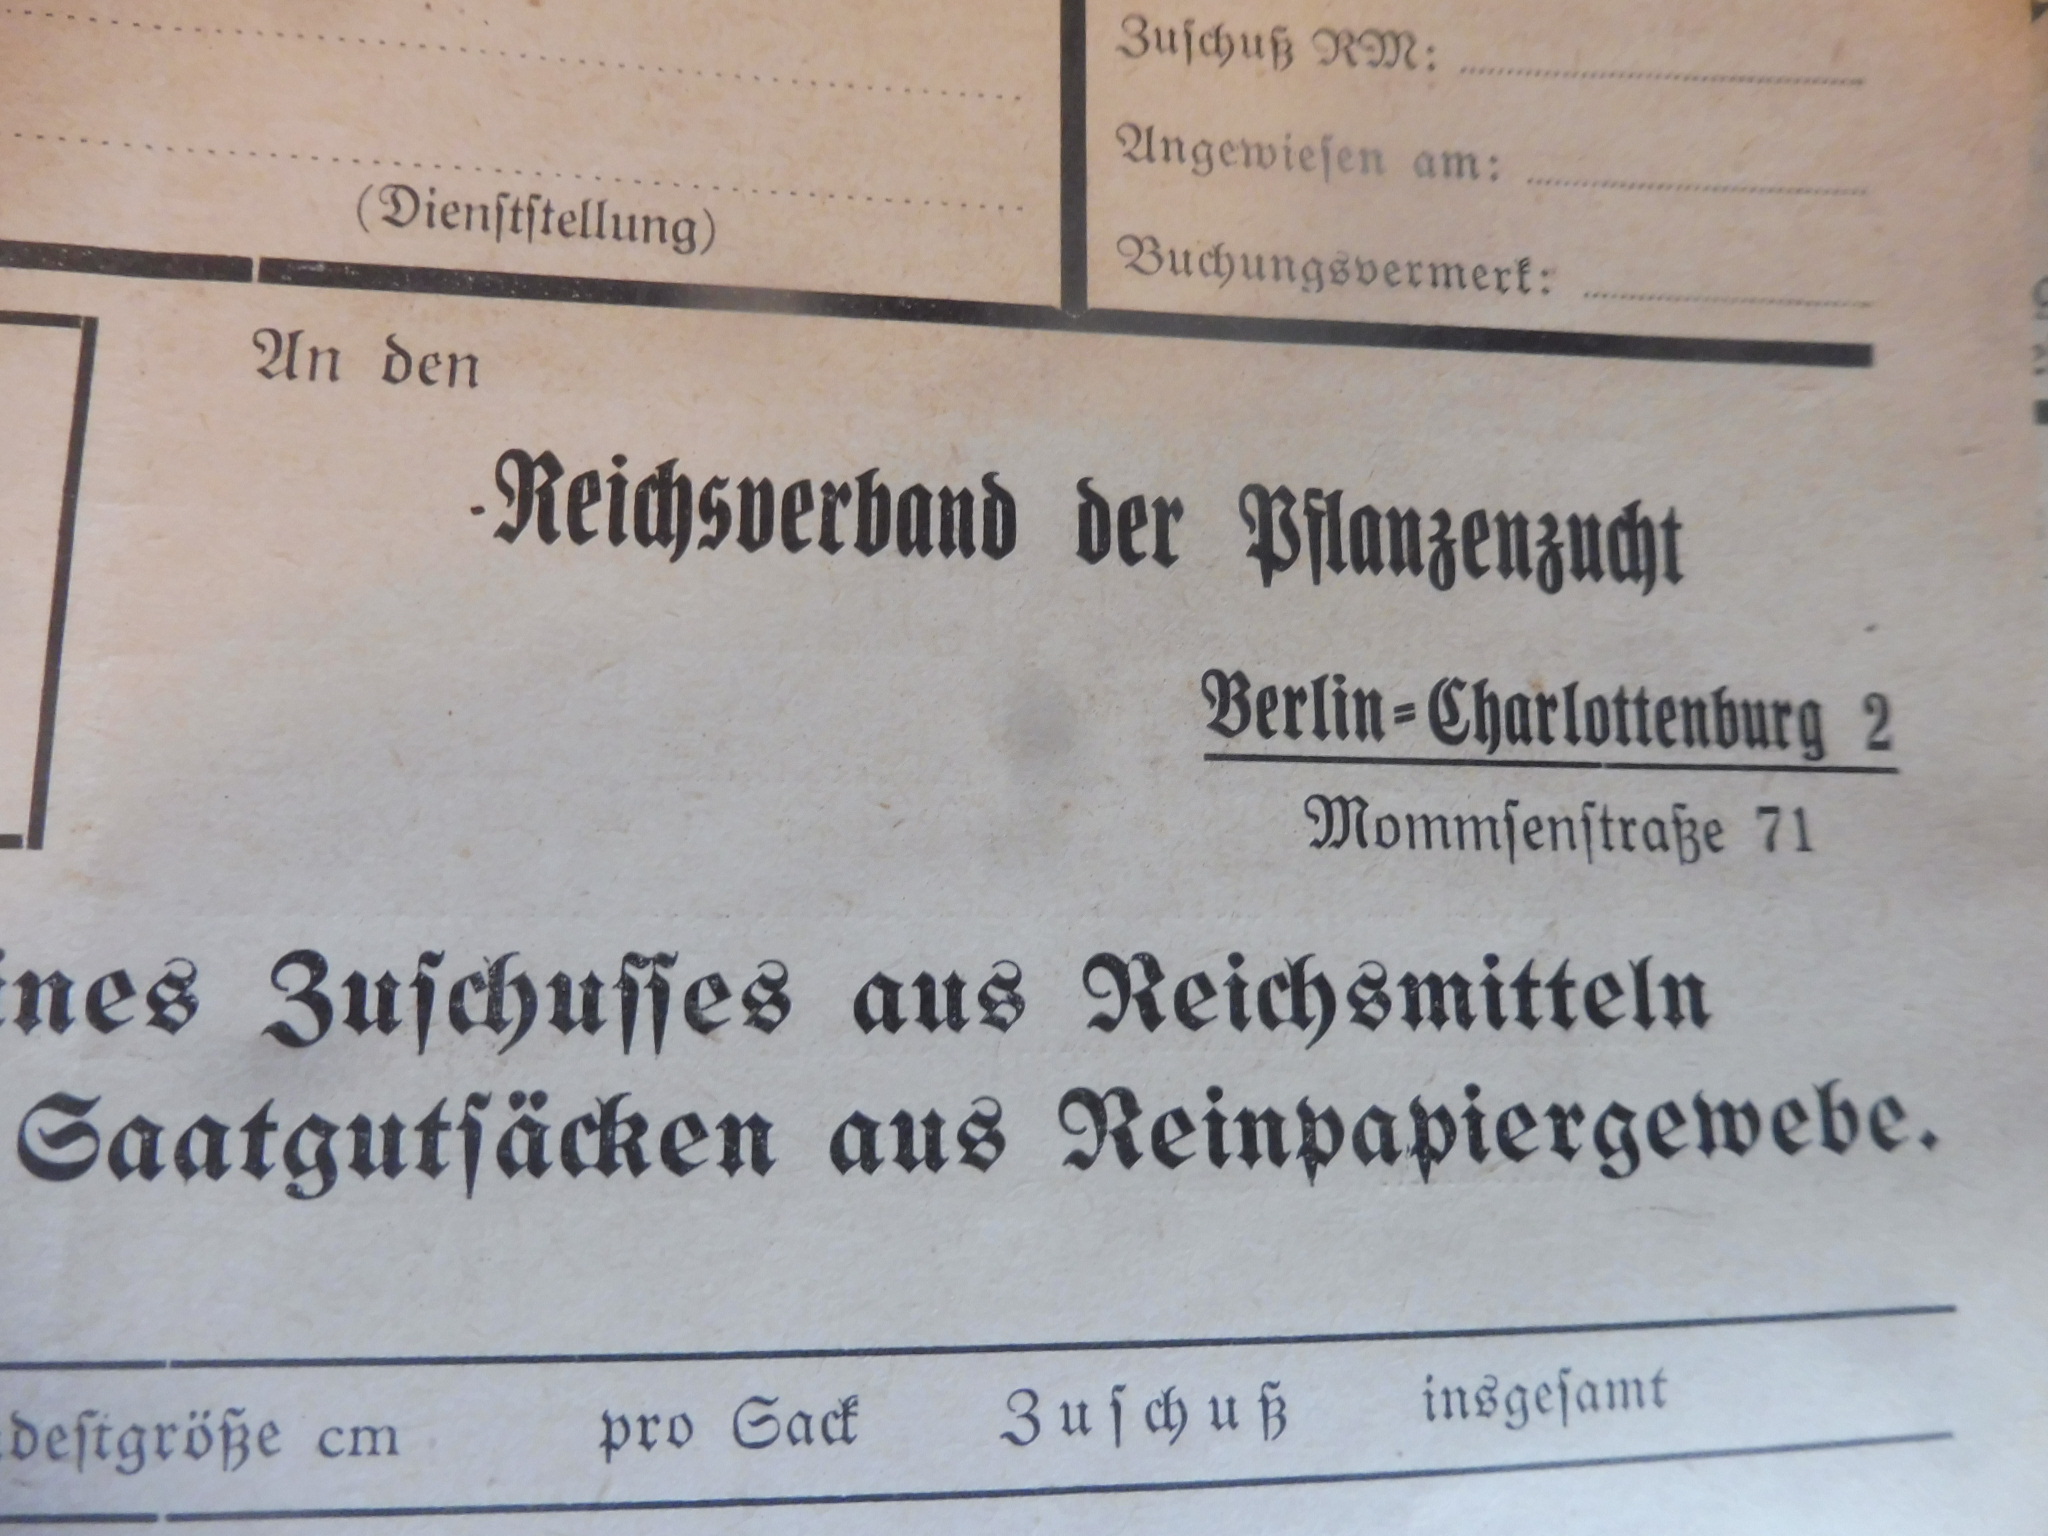 Zuſchuß RM:
Angewieſen am:
(Dienſtſtellung)
Buchungsvermerk:
An den
Reichsverband der Pflanzenzucht
Berlin=Charlottenburg 2
Mommſenſtraße 71
ines Zuſchuſſes aus Reichsmitteln
Saatgutſäcken aus Reinpapiergewebe.
deſtgröße cm pro Sack Zuſchuß insgeſamt